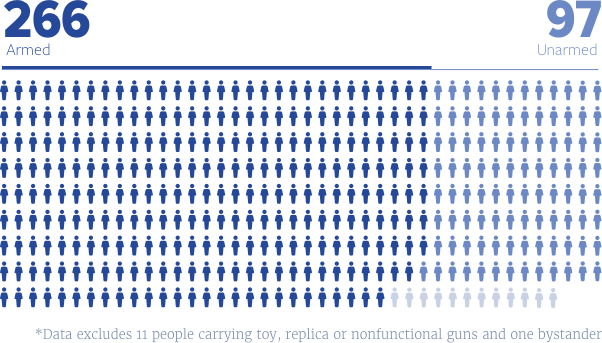 266 97
Armed Unarmed
*Data excludes 11 people carrying toy, replica or nonfunctional guns and one bystander